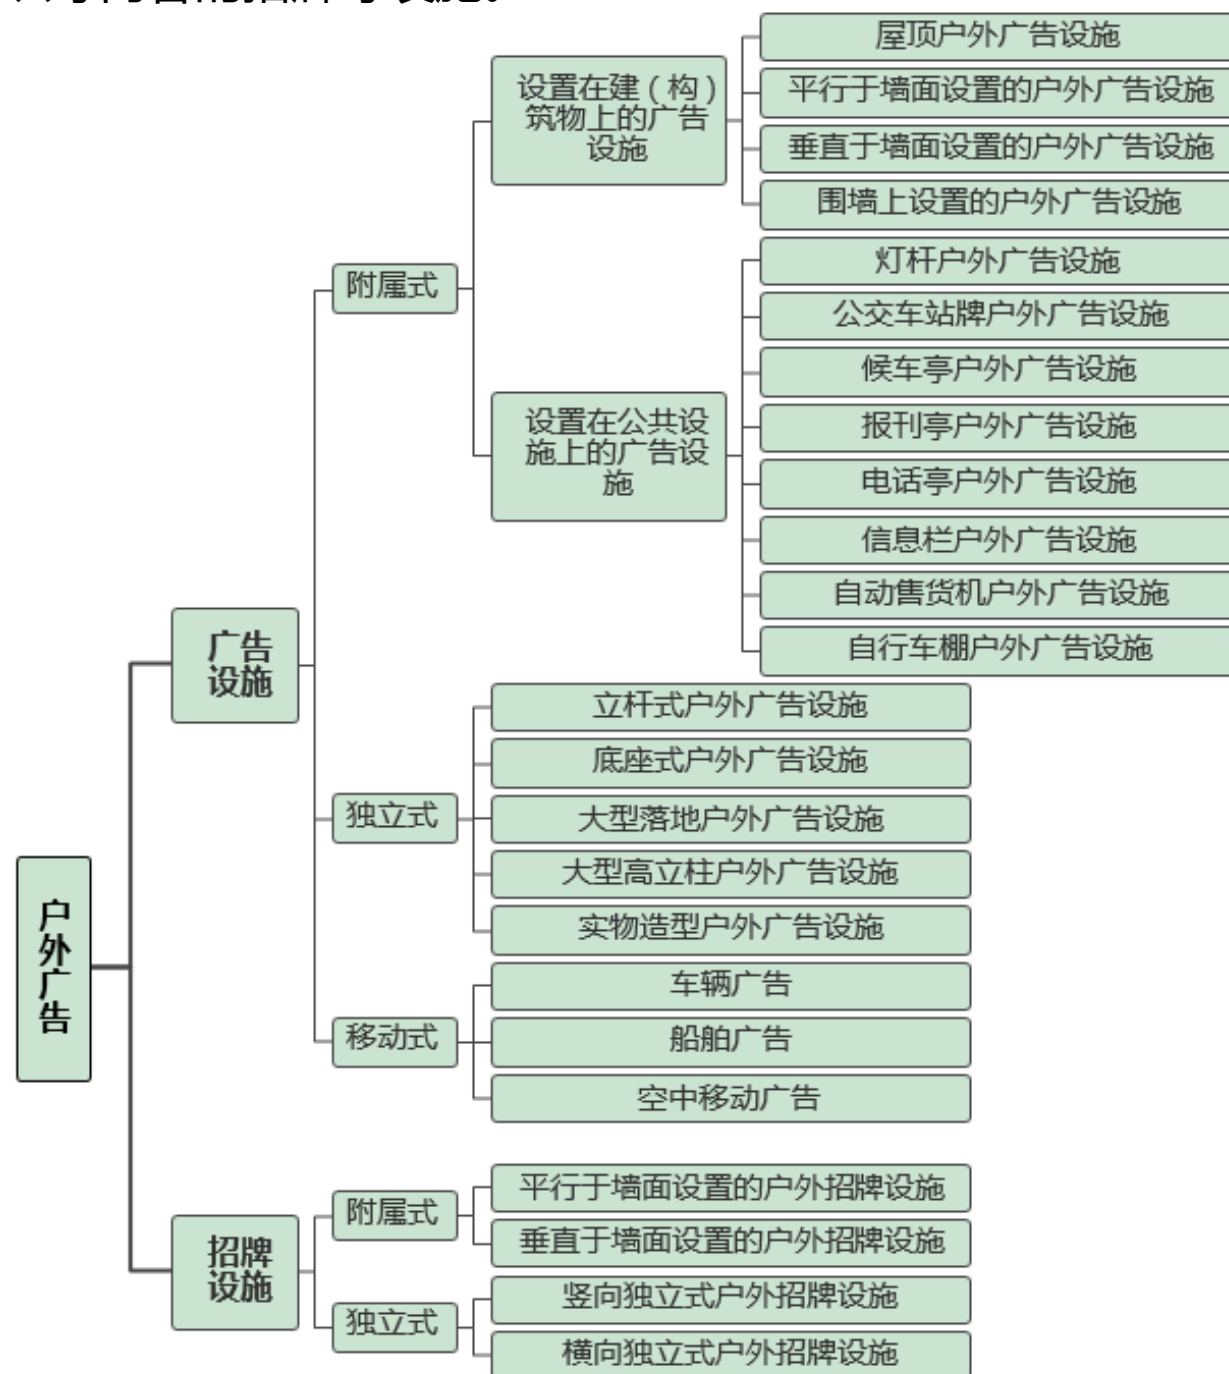 户外广告
广告
设施
附属式
设置在建（构）
筑物上的广告
设施
屋顶户外广告设施
平行于墙面设置的户外广告设施
垂直于墙面设置的户外广告设施
围墙上设置的户外广告设施
设置在公共设
施上的广告设
施
灯杆户外广告设施
公交车站牌户外广告设施
候车亭户外广告设施
报刊亭户外广告设施
电话亭户外广告设施
信息栏户外广告设施
自动售货机户外广告设施
自行车棚户外广告设施
独立式
立杆式户外广告设施
底座式户外广告设施
大型落地户外广告设施
大型高立柱户外广告设施
实物造型户外广告设施
移动式
车辆广告
船舶广告
空中移动广告
招牌
设施
附属式
平行于墙面设置的户外招牌设施
垂直于墙面设置的户外招牌设施
独立式
竖向独立式户外招牌设施
横向独立式户外招牌设施